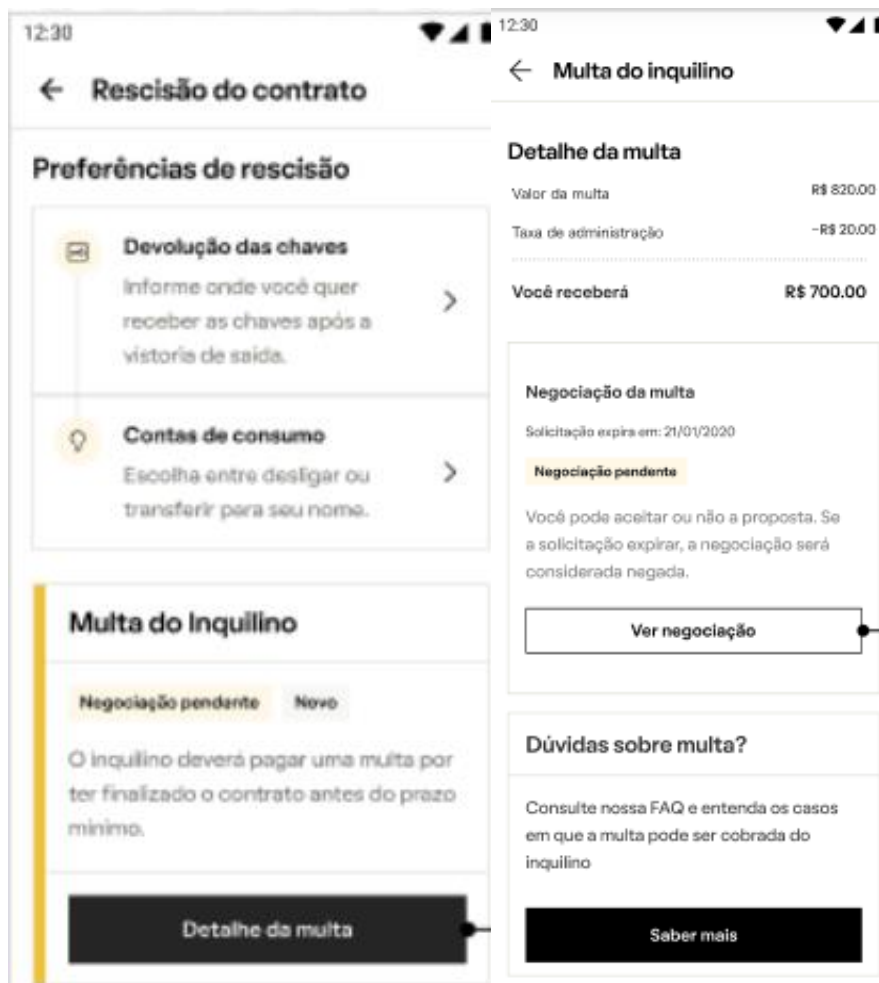 12:30
Rescisão do contrato
Preferências de rescisão
Devolução das chaves
Informe onde você quer
receber as chaves após a
vistoria de saída.
Contas de consumo
Escolha entre desligar ou
transferir para seu nome.
Multa do Inquilino
Negociação pendente Novo
O inquilino deverá pagar uma multa por
ter finalizado o contrato antes do prazo
mínimo.
Detalhe da multa
12:30
Multa do inquilino
Detalhe da multa
Valor da multa R$ 820.00
Taxa de administração -R$ 20.00
Você receberá R$ 700.00
Negociação da multa
Solicitação expira em: 21/01/2020
Negociação pendente
Você pode aceitar ou não a proposta. Se
a solicitação expirar, a negociação será
considerada negada.
Ver negociação
Dúvidas sobre multa?
Consulte nossa FAQ e entenda os casos
em que a multa pode ser cobrada do
inquilino
Saber mais